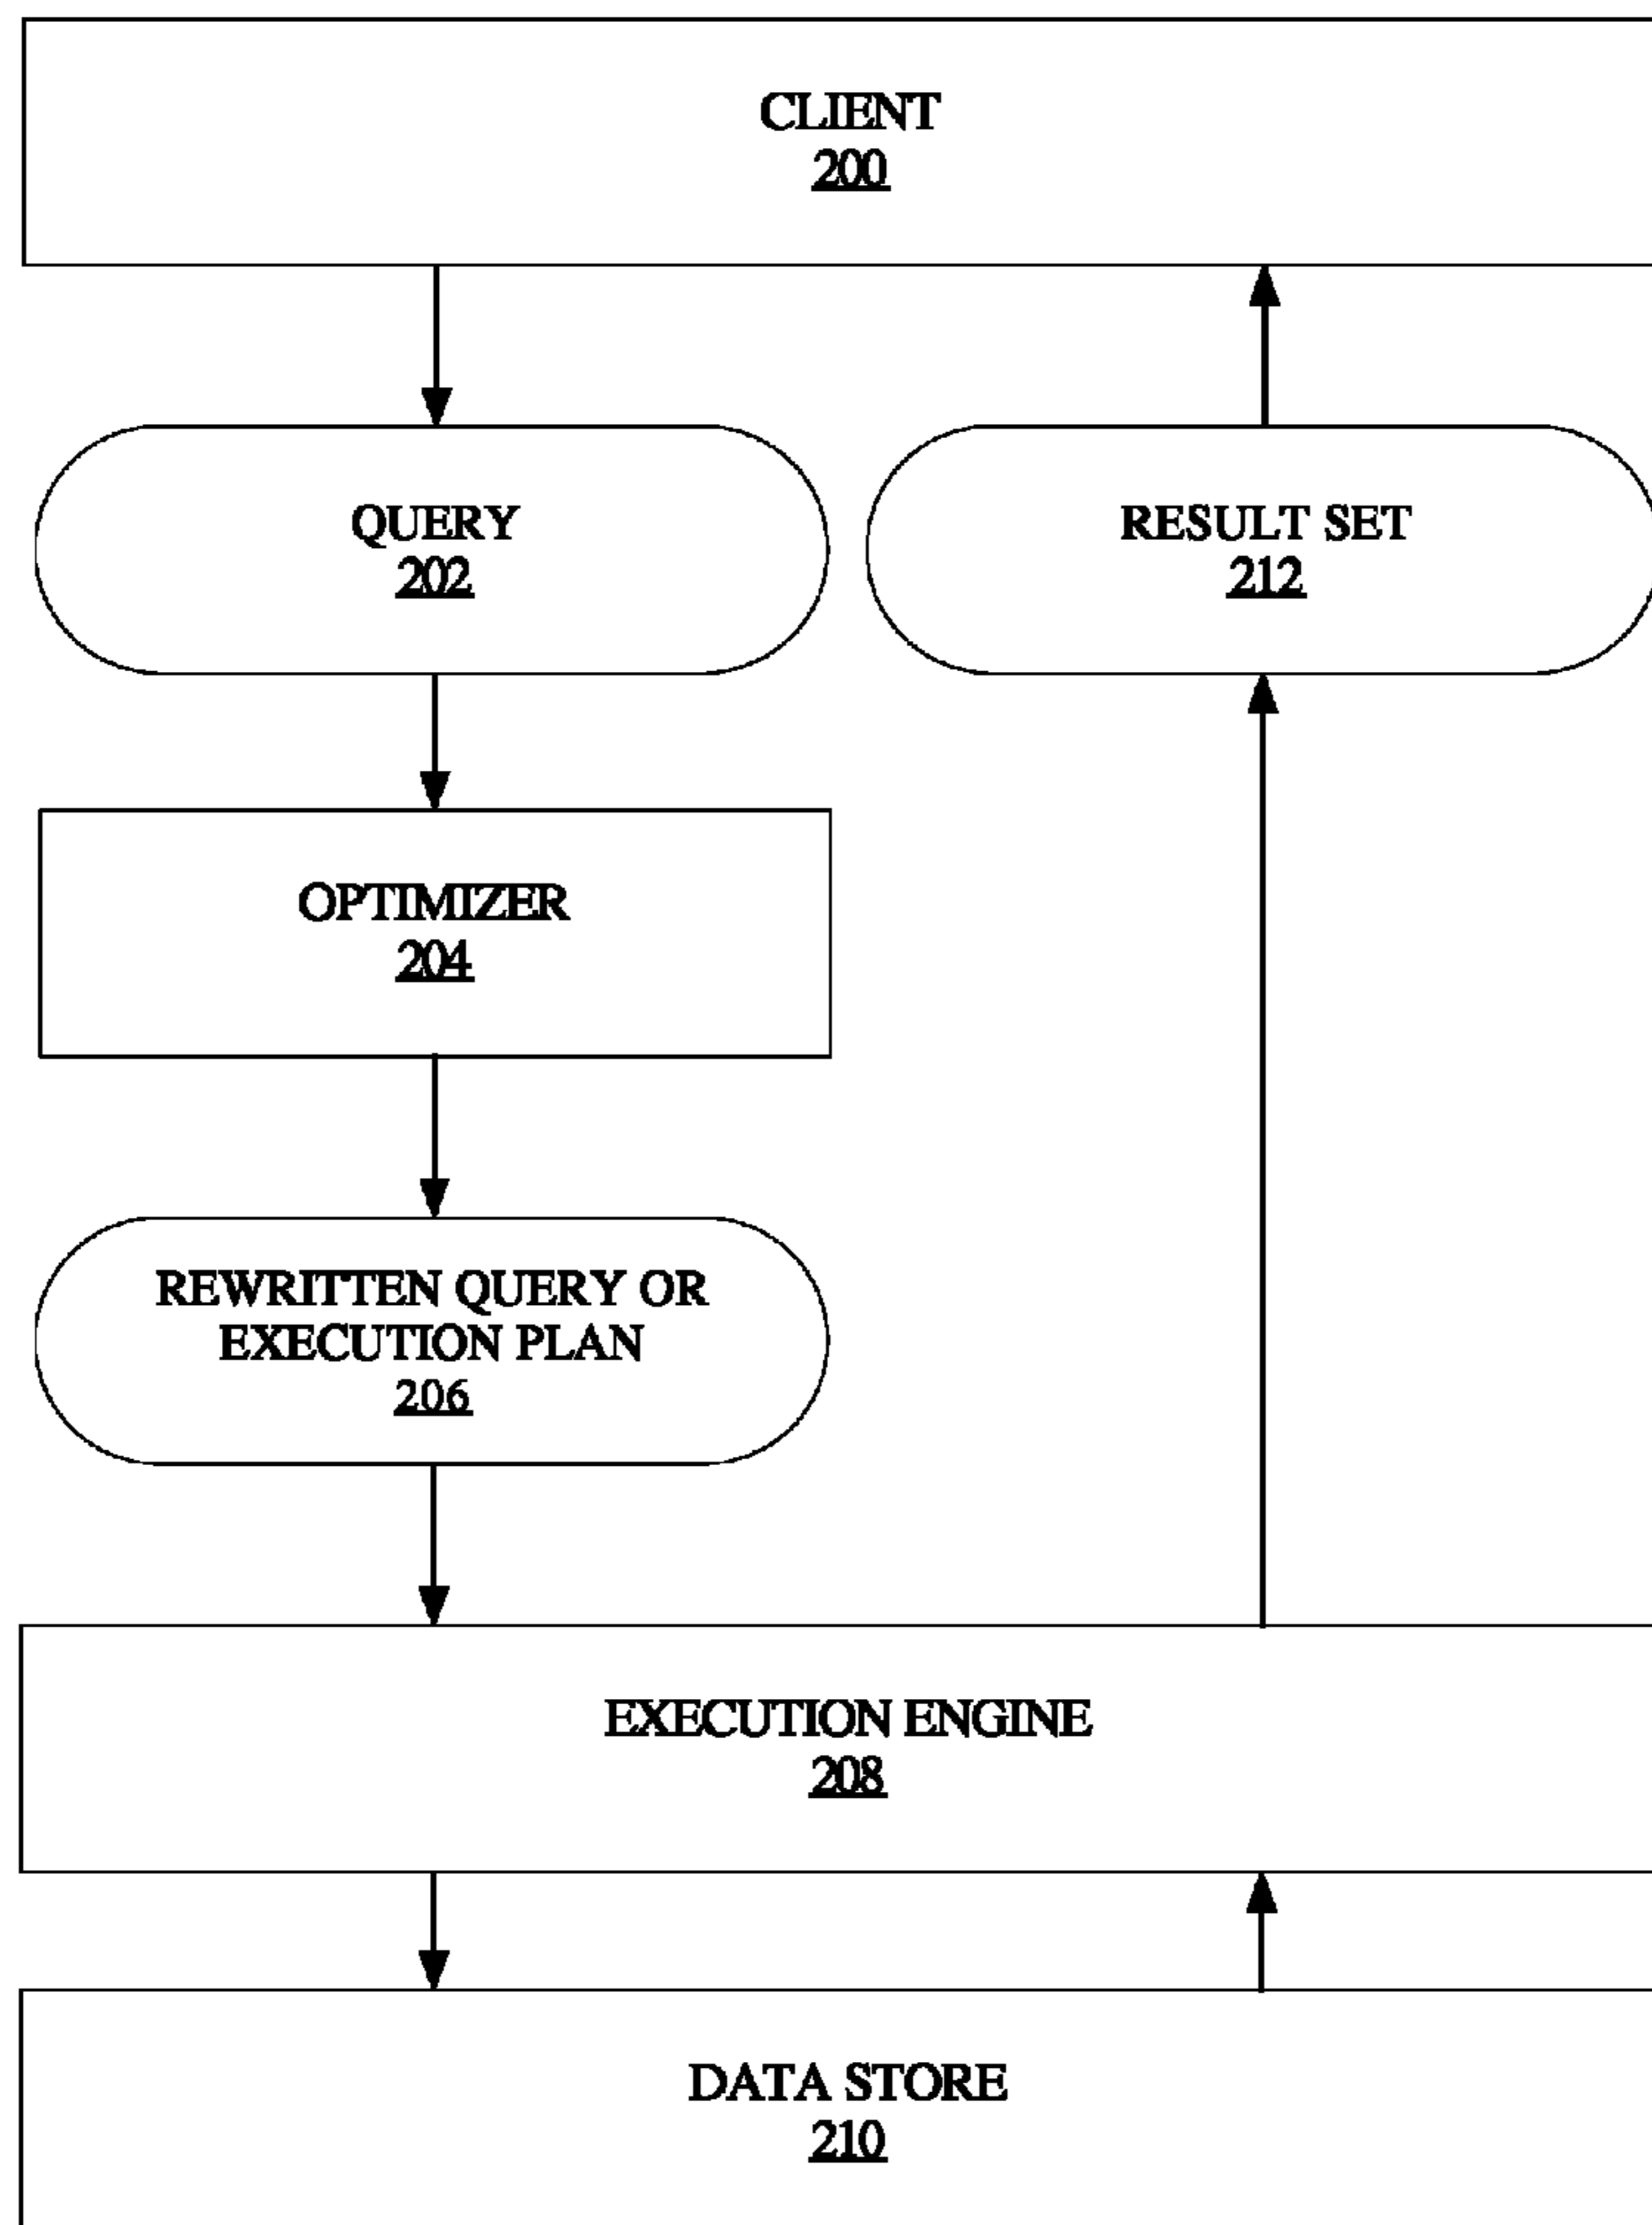 CLIENT
200
QUERY
202
RESULT SET
212
OPTIMIZER
204
REWRITTEN QUERY OR
EXECUTION PLAN
206
EXECUTION ENGINE
208
DATA STORE
210